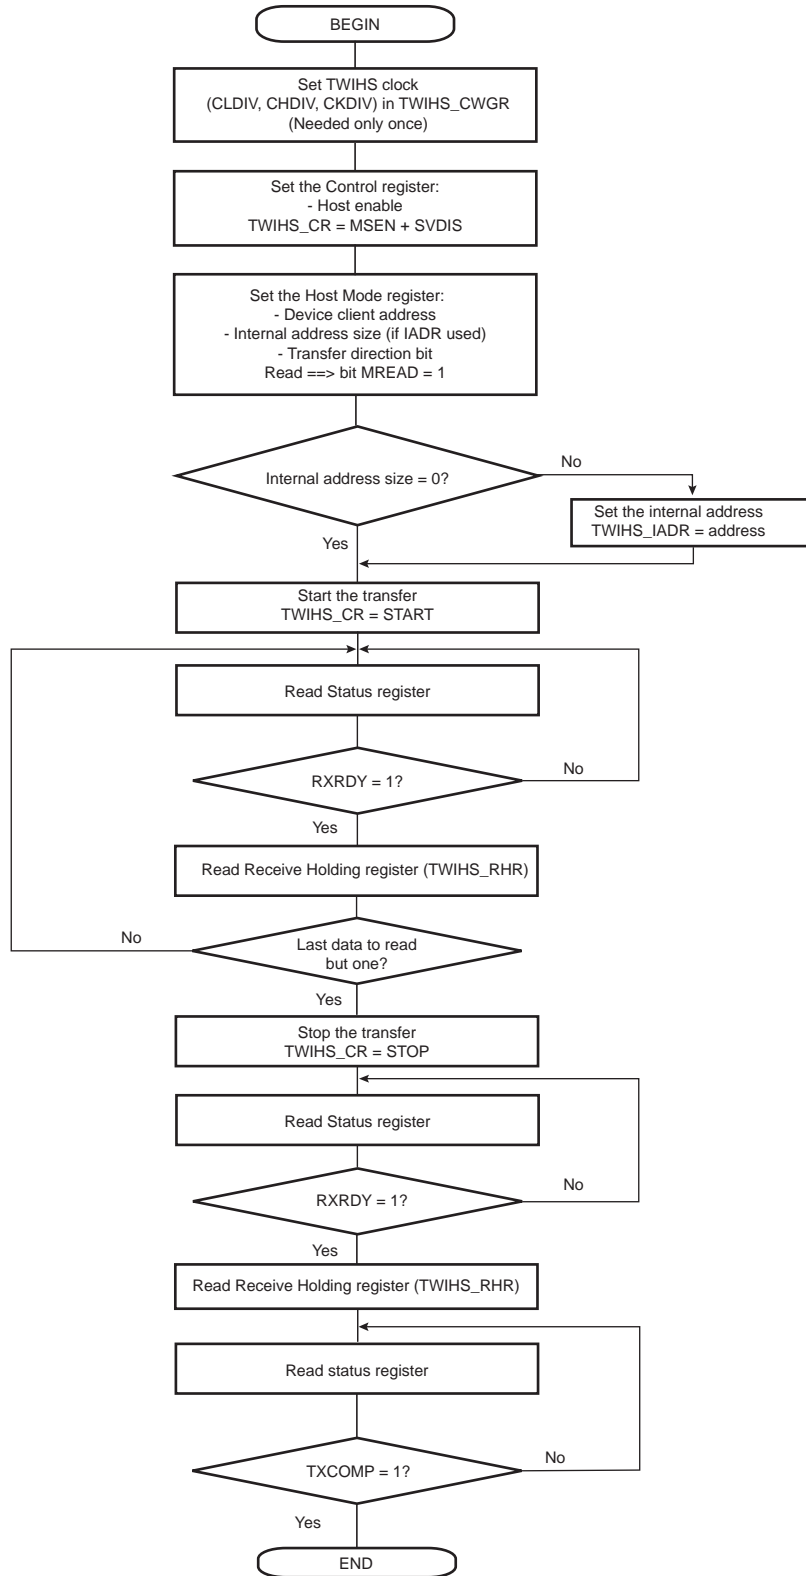 BEGIN
Set TWIHS clock
(CLDIV, CHDIV, CKDIV) in TWIHS_CWGR
(Needed only once)
Set the Control register:
- Host enable
TWIHS_CR = MSEN + SVDIS
Set the Host Mode register:
- Device client address
- Internal address size (if IADR used)
- Transfer direction bit
Read ==> bit MREAD = 1
Internal address size = 0?
No
Set the internal address
TWIHS_IADR = address
Yes
Start the transfer
TWIHS_CR = START
Read Status register
RXRDY = 1?
No
Yes
Read Receive Holding register (TWIHS_RHR)
No
Last data to read
but one?
Yes
Stop the transfer
TWIHS_CR = STOP
Read Status register
RXRDY = 1?
No
Yes
Read Receive Holding register (TWIHS_RHR)
Read status register
TXCOMP = 1?
No
Yes
END